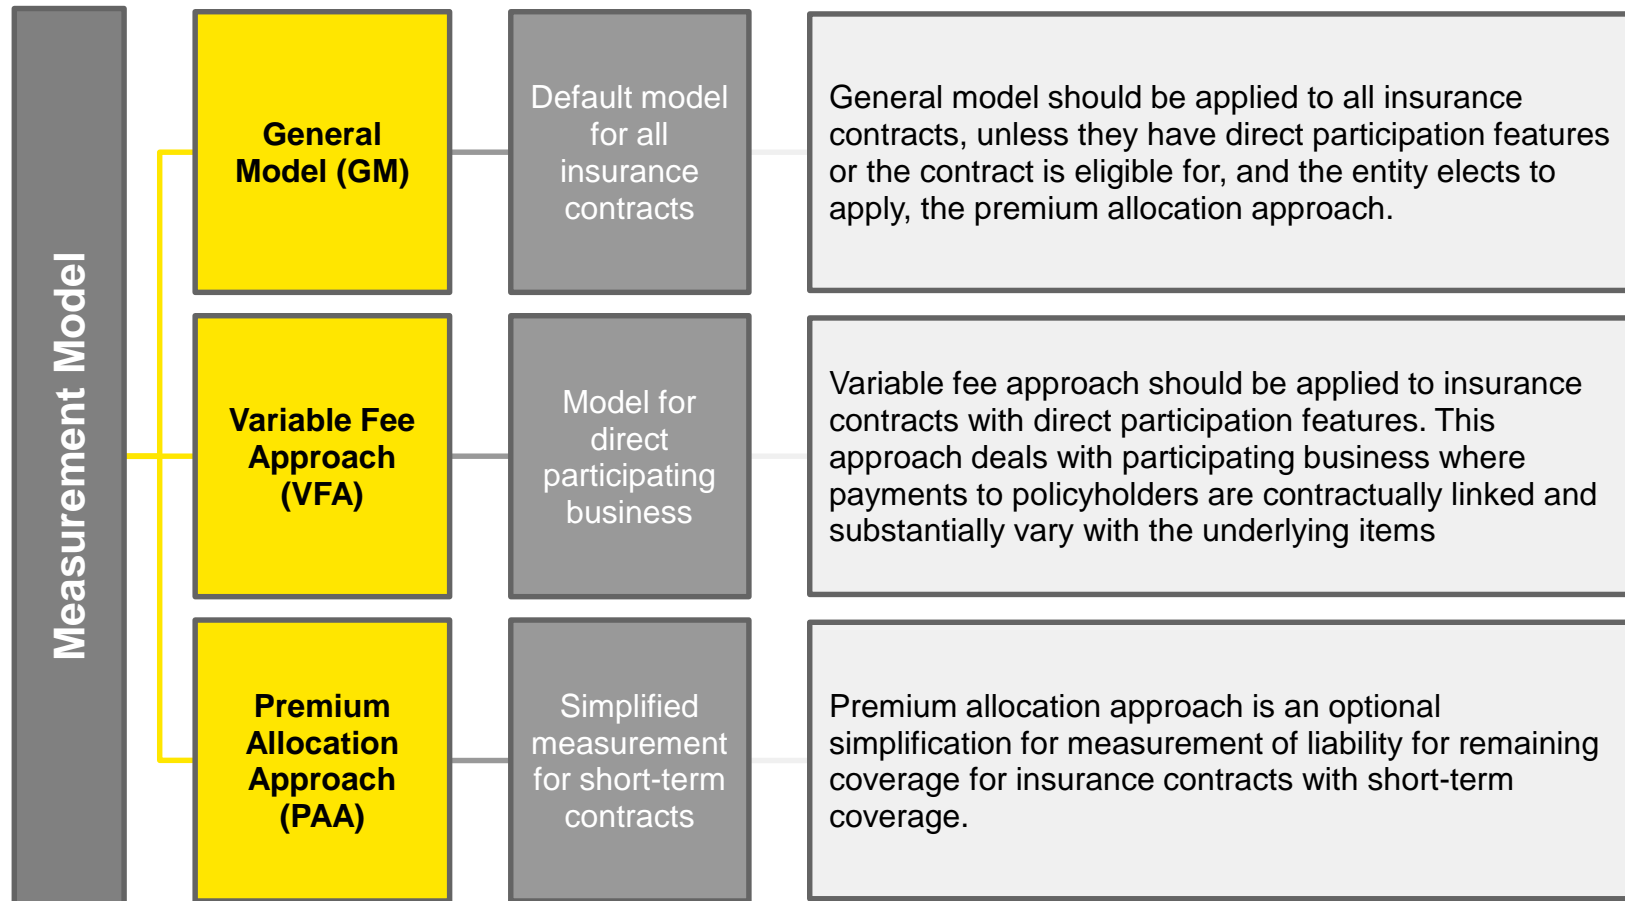 Measurement Model
General
Model (GM)
Default model
for all
insurance
contracts
General model should be applied to all insurance
contracts, unless they have direct participation features
or the contract is eligible for, and the entity elects to
apply, the premium allocation approach.
Variable Fee
Approach
(VFA)
Model for
direct
participating
business
Variable fee approach should be applied to insurance
contracts with direct participation features. This
approach deals with participating business where
payments to policyholders are contractually linked and
substantially vary with the underlying items
Premium
Allocation
Approach
(PAA)
Simplified
measurement
for short-term
contracts
Premium allocation approach is an optional
simplification for measurement of liability for remaining
coverage for insurance contracts with short-term
coverage.